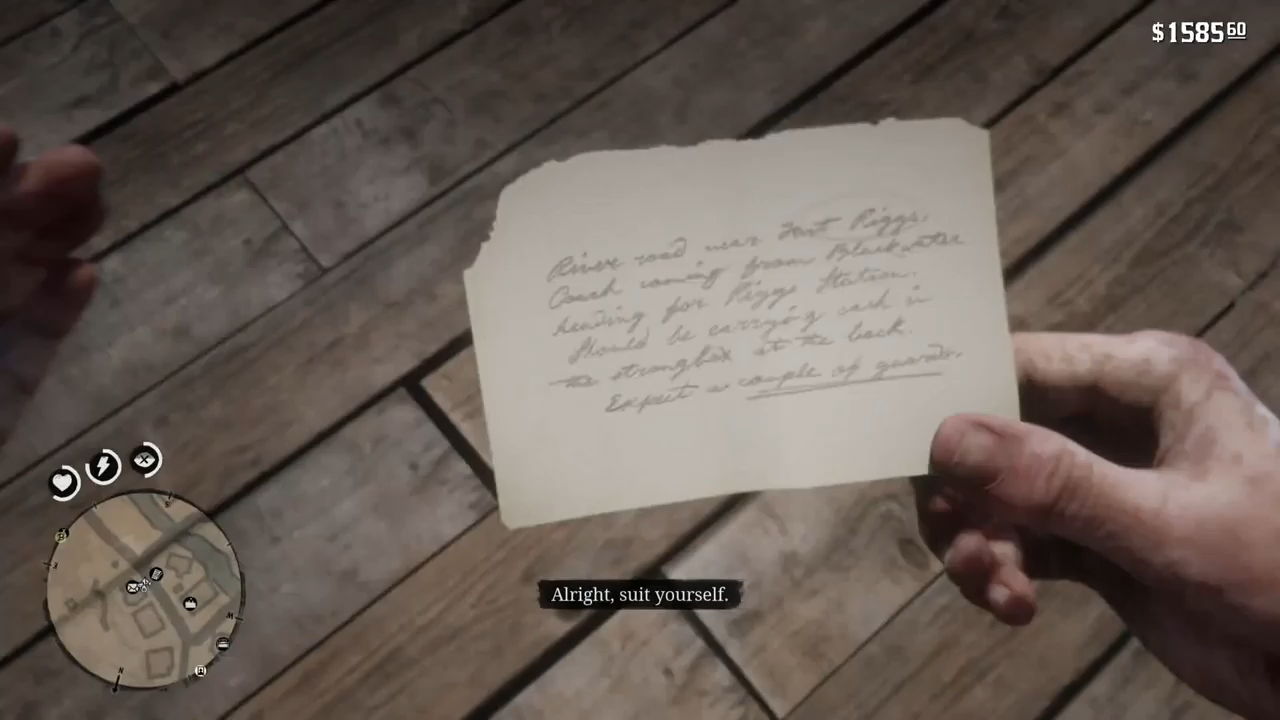 $1585 60
River road near Fort Riggs.
Coach coming from Blackwater
heading for Riggs Station.
Should be carrying cash in
the strongbox at the back.
Expect a couple of guards.
Alright, suit yourself.